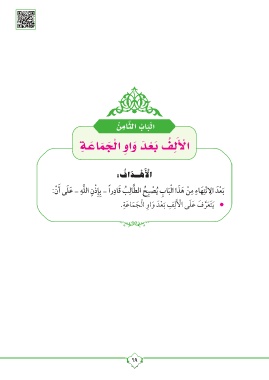 الْبَابُ الثَّامِنُ
الْأَلِفُ بَعْدَ وَاوِ الْجَمَاعَةِ
الْأَهْدَافُ:
بَعْدَ الِانْتِهَاءِ مِنْ هَذَا الْبَابِ يُصْبِحُ الطَّالِبُ قَادِراً - بِإِذْنِ اللَّهِ - عَلَى أَنْ:
• يَتَعَرَّفَ عَلَى الْأَلِفِ بَعْدَ وَاوِ الْجَمَاعَةِ.
٦٨